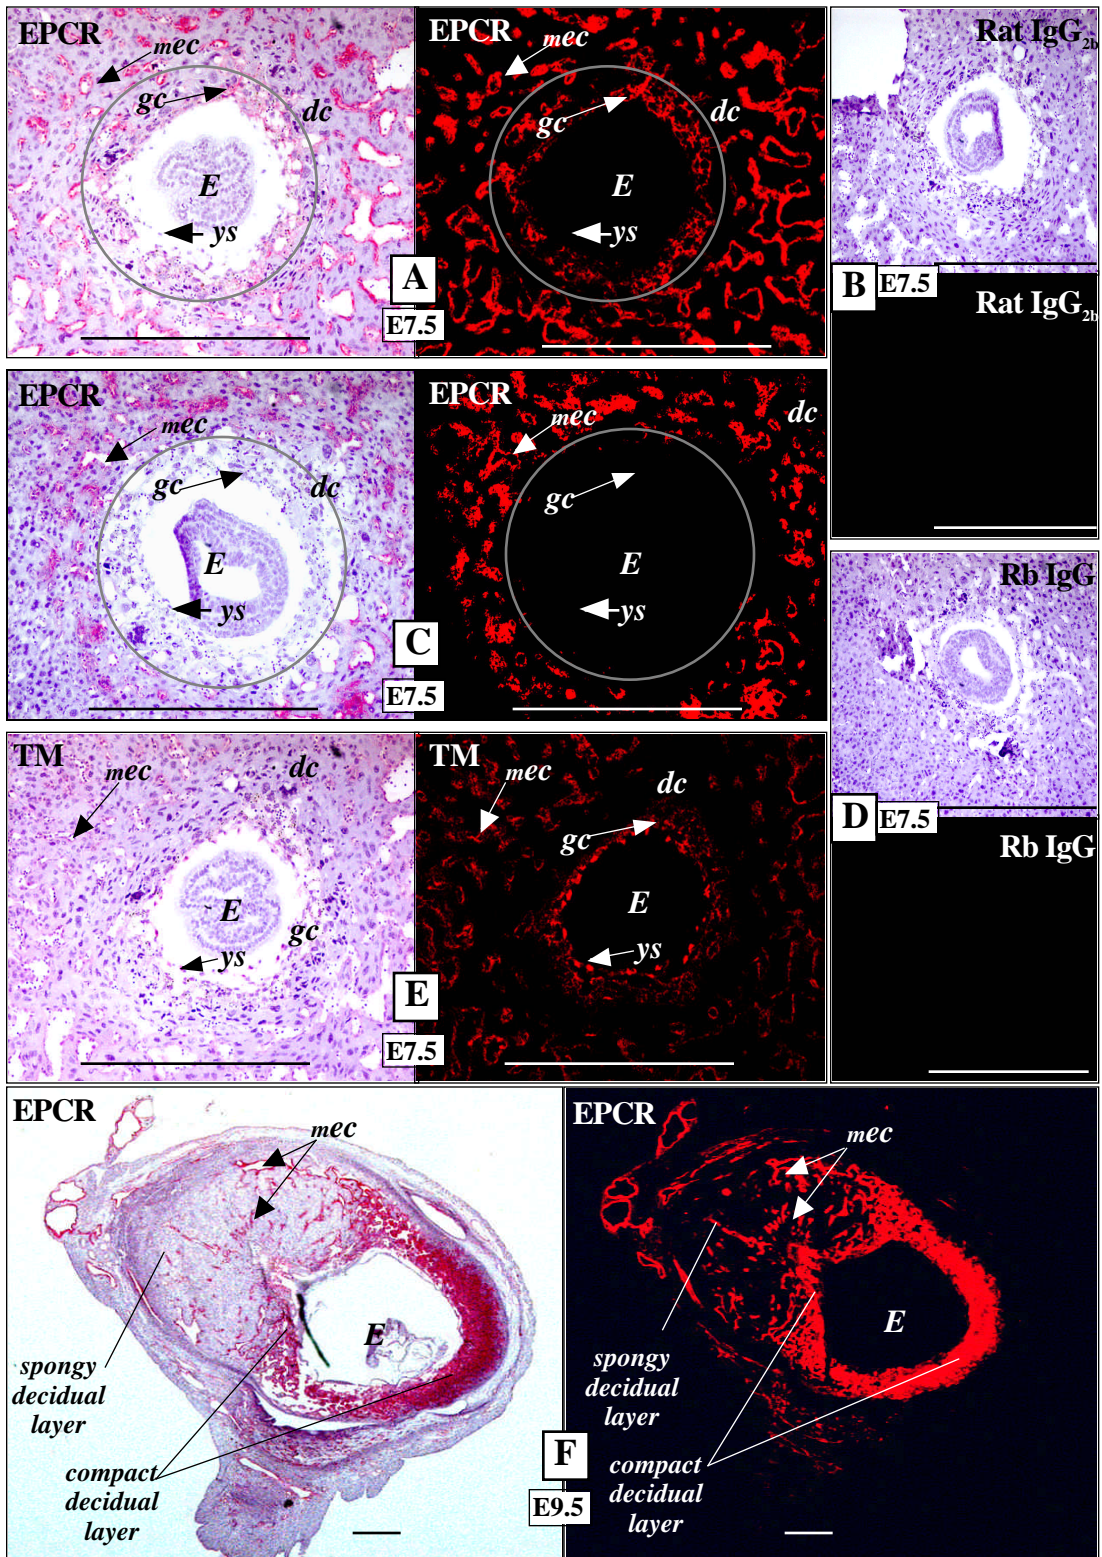 EPCR
mec
gc
dc
E
ys
A
E7.5
EPCR
mec
gc
dc
E
ys
Rat IgG2b
B
E7.5
Rat IgG2b
EPCR
mec
gc
dc
E
ys
C
E7.5
EPCR
mec
dc
gc
E
ys
Rb IgG
D
E7.5
Rb IgG
TM
mec
dc
E
gc
ys
E
E7.5
TM
mec
dc
gc
E
ys
EPCR
mec
E
spongy
decidual
layer
compact
decidual
layer
F
E9.5
EPCR
mec
E
spongy
decidual
layer
compact
decidual
layer